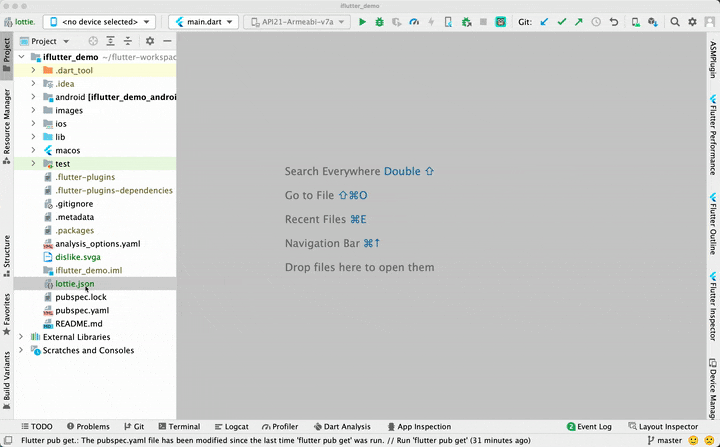 iflutter_demo
lottie.
<no device selected>
main.dart
API21-Armeabi-v7a
Git:
Project
iflutter_demo ~/flutter-workspac
.dart_tool
.idea
android [iflutter_demo_andro
images
ios
lib
macos
test
.flutter-plugins
.flutter-plugins-dependencies
.gitignore
.metadata
.packages
analysis_options.yaml
dislike.svga
iflutter_demo.iml
lottie.json
pubspec.lock
pubspec.yaml
README.md
External Libraries
Scratches and Consoles
Project
Resource Manager
Structure
Favorites
Build Variants
Search Everywhere Double ⇧
Go to File ⇧⌘O
Recent Files ⌘E
Navigation Bar ⌘↑
Drop files here to open them
ASMPlugin
Flutter Performance
Flutter Outline
Flutter Inspector
Device Manag
TODO
Problems
Git
Terminal
Logcat
Profiler
Dart Analysis
App Inspection
2 Event Log
Layout Inspector
Flutter pub get.: The pubspec.yaml file has been modified since the last time 'flutter pub get' was run. // Run 'flutter pub get' (31 minutes ago)
master